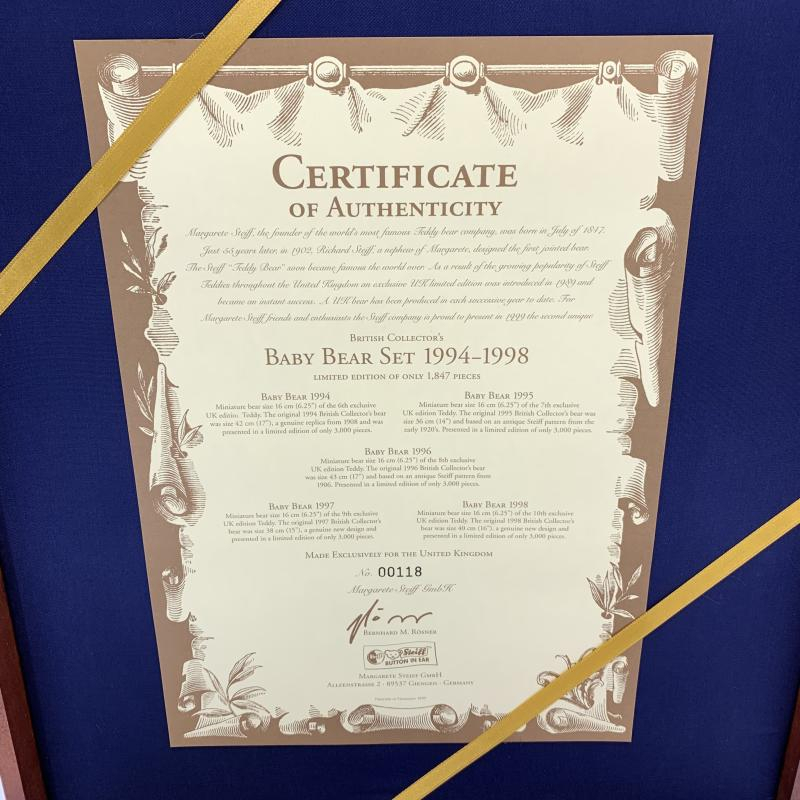 CERTIFICATE
OF AUTHENTICITY
Margarete Steiff, the founder of the world's most famous Teddy bear company, was born in July of 1847.
Just 55 years later, in 1902, Richard Steiff, a nephew of Margarete, designed the first jointed bear.
The Steiff "Teddy Bear" soon became famous the world over. As a result of the growing popularity of Steiff
Teddies throughout the United Kingdom an exclusive UK limited edition was introduced in 1989 and
became an instant success. A UK bear has been produced in each successive year to date. For
Margarete Steiff friends and enthusiasts the Steiff company is proud to present in 1999 the second unique
BRITISH COLLECTOR'S
BABY BEAR SET 1994–1998
LIMITED EDITION OF ONLY 1,847 PIECES
BABY BEAR 1994
Miniature bear size 16 cm (6.25") of the 6th exclusive
UK edition Teddy. The original 1994 British Collector's bear
was size 42 cm (17"), a genuine replica from 1908 and was
presented in a limited edition of only 3,000 pieces.
BABY BEAR 1995
Miniature bear size 16 cm (6.25") of the 7th exclusive
UK edition Teddy. The original 1995 British Collector's bear was
size 36 cm (14") and based on an antique Steiff pattern from the
early 1920's. Presented in a limited edition of only 3,000 pieces.
BABY BEAR 1996
Miniature bear size 16 cm (6.25") of the 8th exclusive
UK edition Teddy. The original 1996 British Collector's bear
was size 43 cm (17") and based on an antique Steiff pattern from
1906. Presented in a limited edition of only 3,000 pieces.
BABY BEAR 1997
Miniature bear size 16 cm (6.25") of the 9th exclusive
UK edition Teddy. The original 1997 British Collector's
bear was size 38 cm (15"), a genuine new design and
presented in a limited edition of only 3,000 pieces.
BABY BEAR 1998
Miniature bear size 16 cm (6.25") of the 10th exclusive
UK edition Teddy. The original 1998 British Collector's
bear was size 40 cm (16"), a genuine new design and
presented in a limited edition of only 3,000 pieces.
MADE EXCLUSIVELY FOR THE UNITED KINGDOM
No. 00118
Margarete Steiff GmbH
BERNHARD M. RÖSNER
Steiff
BUTTON IN EAR
MARGARETE STEIFF GMBH
ALLEENSTRASSE 2 · 89537 GIENGEN · GERMANY